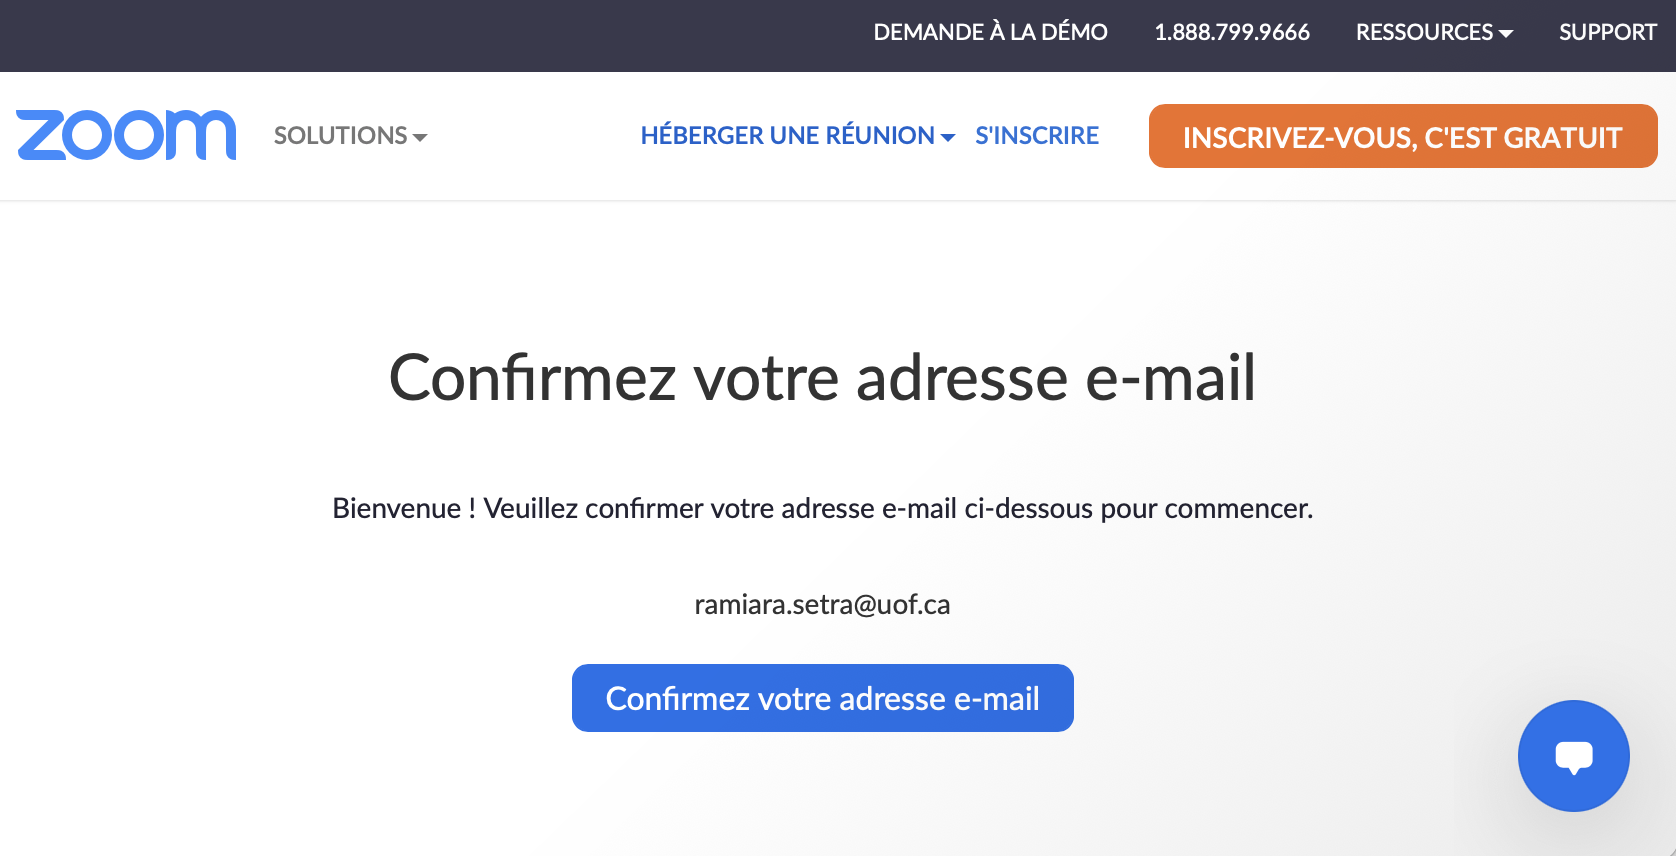 DEMANDE À LA DÉMO 1.888.799.9666 RESSOURCES SUPPORT
zoom SOLUTIONS HÉBERGER UNE RÉUNION S'INSCRIRE INSCRIVEZ-VOUS, C'EST GRATUIT
Confirmez votre adresse e-mail
Bienvenue ! Veuillez confirmer votre adresse e-mail ci-dessous pour commencer.
ramiara.setra@uof.ca
Confirmez votre adresse e-mail